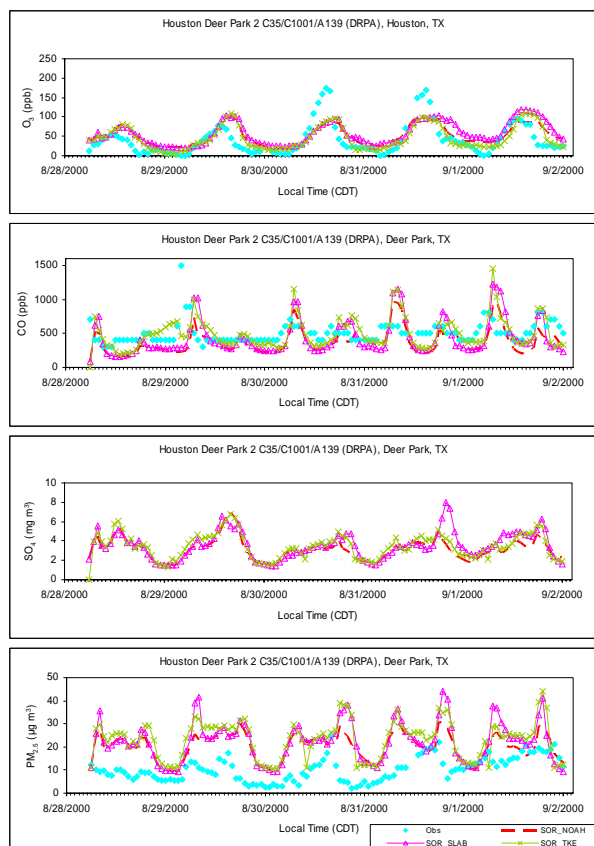 Houston Deer Park 2 C35/C1001/A139 (DRPA), Houston, TX
O3 (ppb)
250
200
150
100
50
0
8/28/2000 8/29/2000 8/30/2000 8/31/2000 9/1/2000 9/2/2000
Local Time (CDT)
Houston Deer Park 2 C35/C1001/A139 (DRPA), Deer Park, TX
CO (ppb)
1500
1000
500
0
8/28/2000 8/29/2000 8/30/2000 8/31/2000 9/1/2000 9/2/2000
Local Time (CDT)
Houston Deer Park 2 C35/C1001/A139 (DRPA), Deer Park, TX
SO4 (mg m³)
10
8
6
4
2
0
8/28/2000 8/29/2000 8/30/2000 8/31/2000 9/1/2000 9/2/2000
Local Time (CDT)
Houston Deer Park 2 C35/C1001/A139 (DRPA), Deer Park, TX
PM2.5 (µg m³)
50
40
30
20
10
0
8/28/2000 8/29/2000 8/30/2000 8/31/2000 9/1/2000 9/2/2000
Local Time (CDT)
Obs SOR_NOAH
SOR_SLAB SOR_TKE